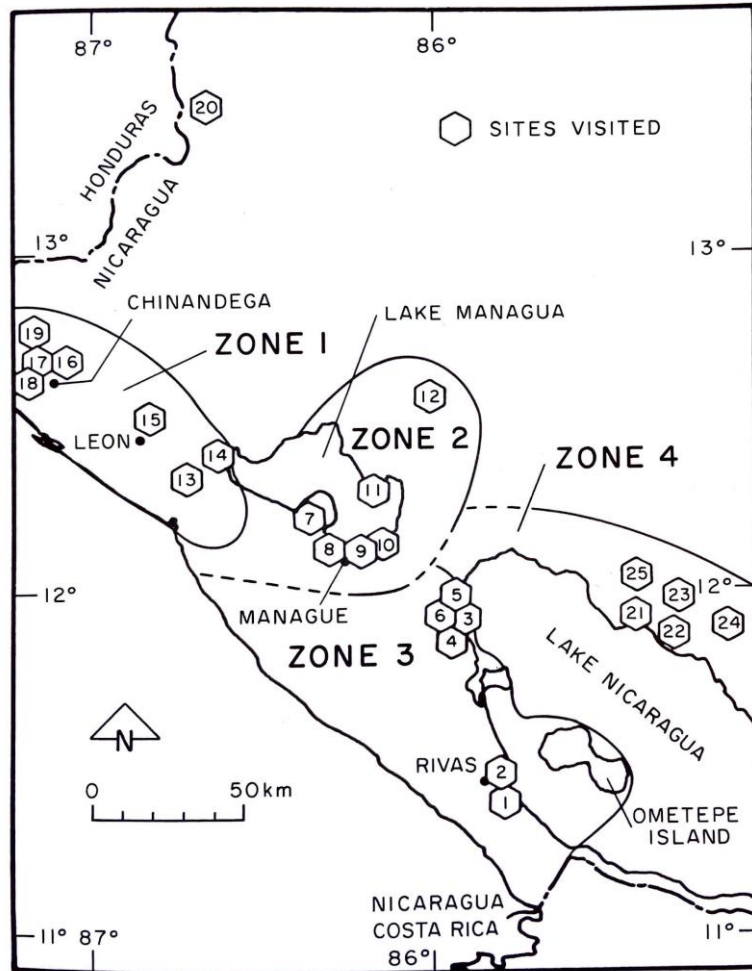 87°
86°
20
SITES VISITED
HONDURAS
NICARAGUA
13°
13°
CHINANDEGA
LAKE MANAGUA
19
ZONE 1
17
16
18
12
15
ZONE 2
LEON
14
ZONE 4
13
11
7
8
9
10
12°
25
12°
5
23
MANAGUE
6
3
21
24
ZONE 3
4
22
LAKE NICARAGUA
N
RIVAS
2
0
50km
1
OMETEPE
ISLAND
NICARAGUA
COSTA RICA
11°
87°
86°
11°